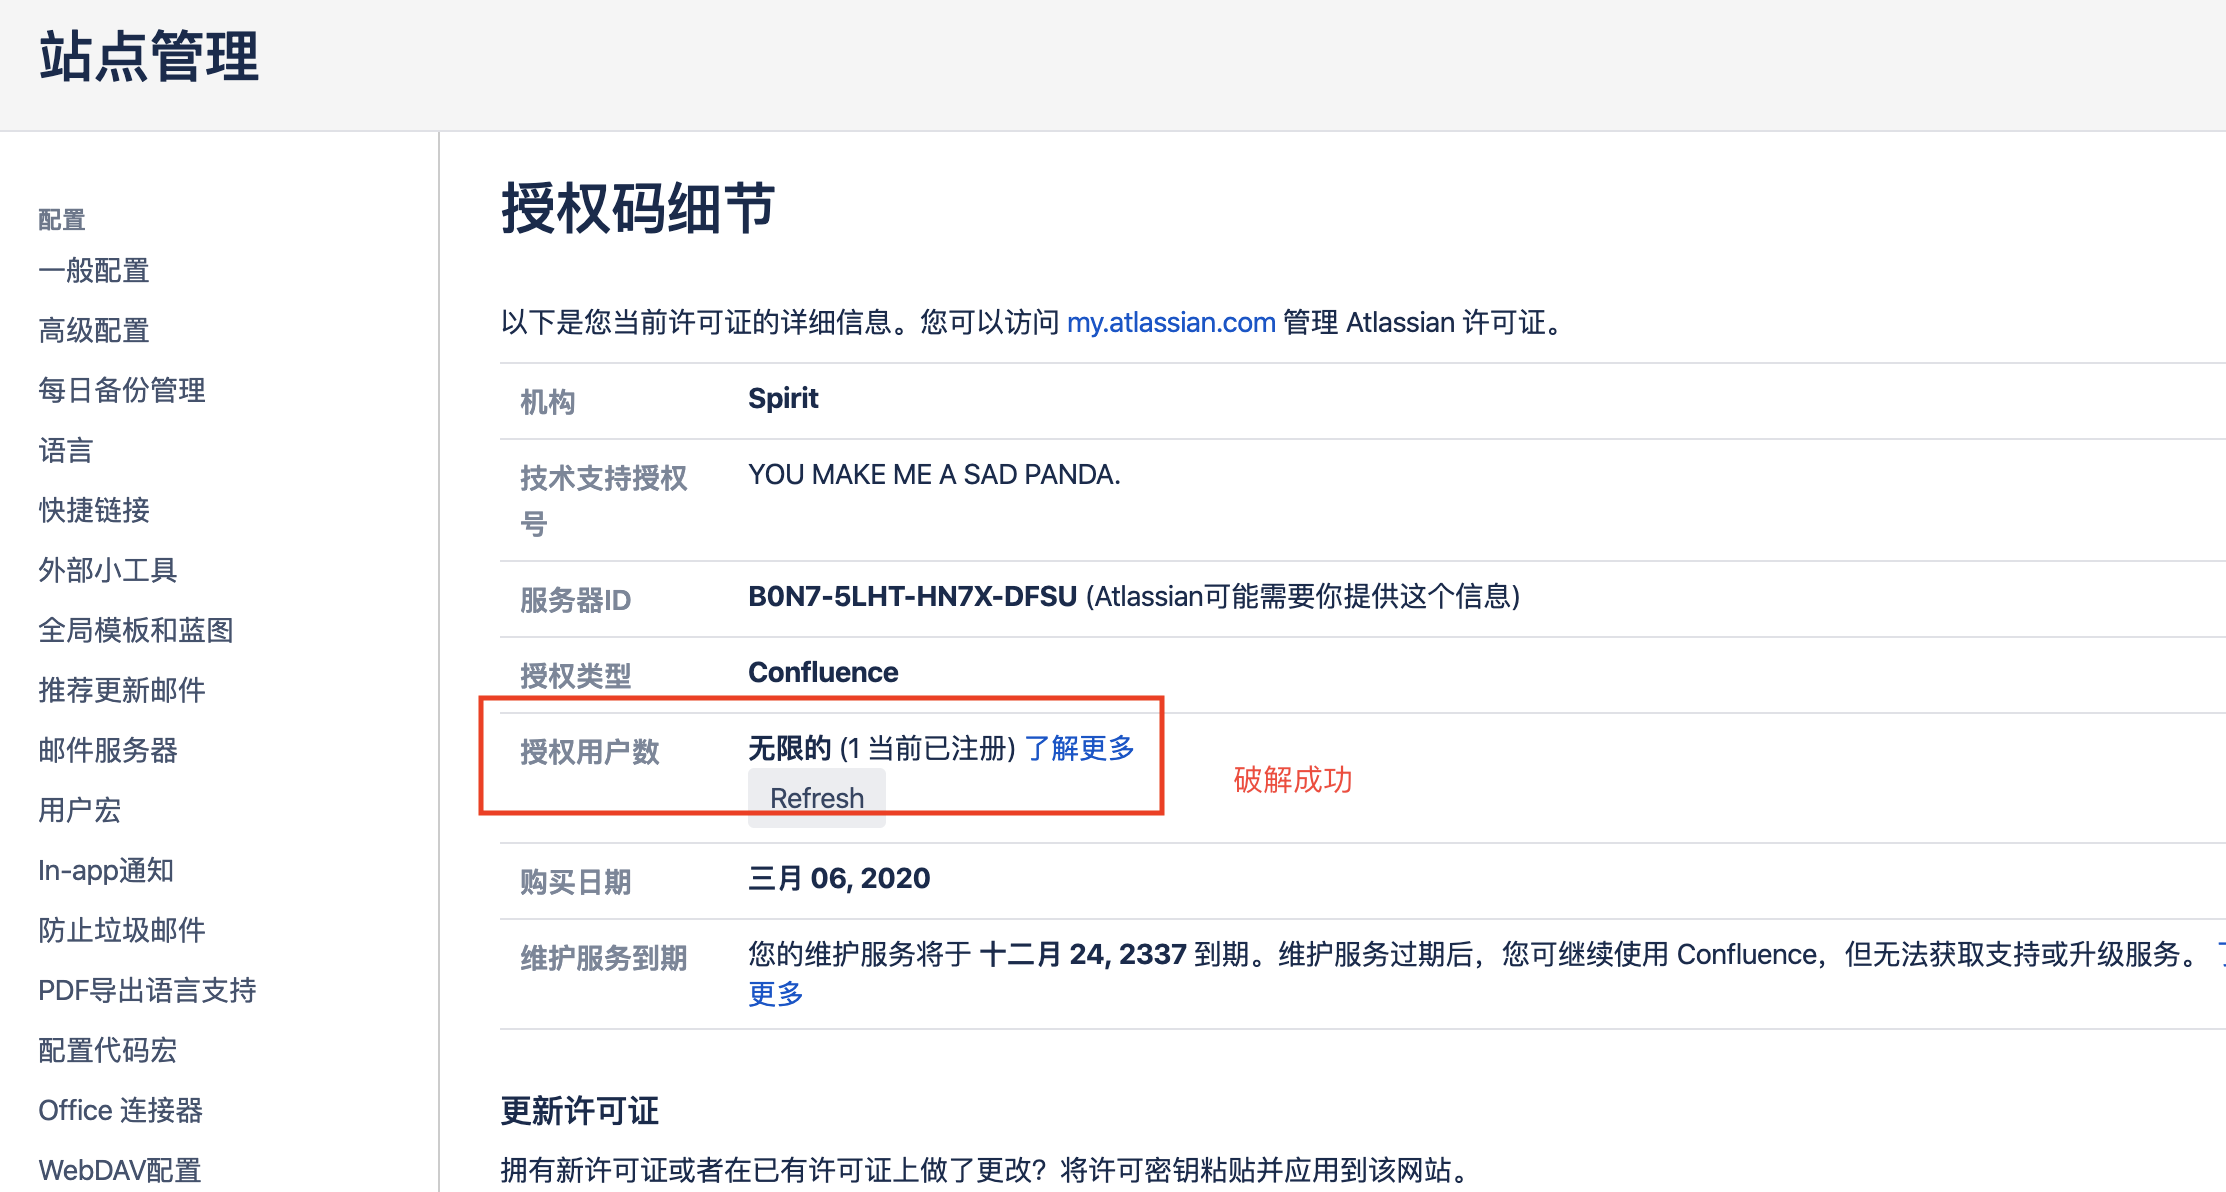 站点管理
配置
一般配置
高级配置
每日备份管理
语言
快捷链接
外部小工具
全局模板和蓝图
推荐更新邮件
邮件服务器
用户宏
In-app通知
防止垃圾邮件
PDF导出语言支持
配置代码宏
Office 连接器
WebDAV配置
授权码细节
以下是您当前许可证的详细信息。您可以访问 my.atlassian.com 管理 Atlassian 许可证。
机构 Spirit
技术支持授权 YOU MAKE ME A SAD PANDA.
号
服务器ID B0N7-5LHT-HN7X-DFSU (Atlassian可能需要你提供这个信息)
授权类型 Confluence
授权用户数 无限的 (1 当前已注册) 了解更多
Refresh
破解成功
购买日期 三月 06, 2020
维护服务到期 您的维护服务将于 十二月 24, 2337 到期。维护服务过期后，您可继续使用 Confluence，但无法获取支持或升级服务。
更多
更新许可证
拥有新许可证或者在已有许可证上做了更改？将许可密钥粘贴并应用到该网站。